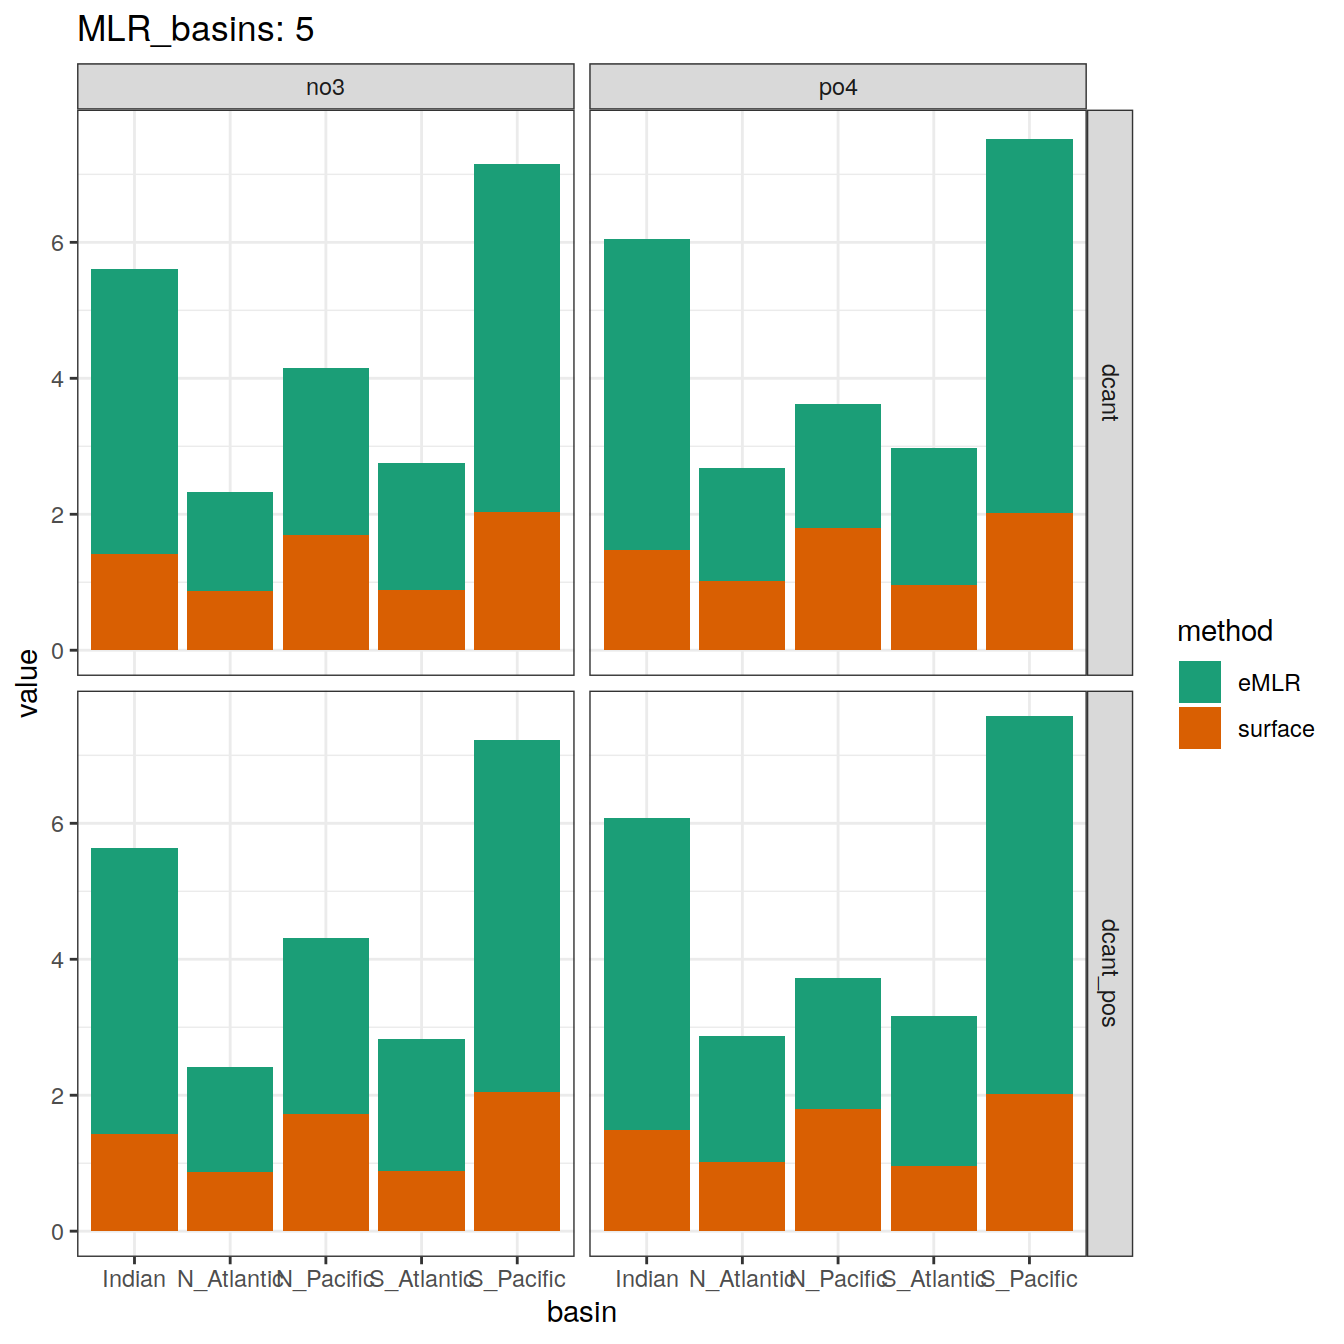 MLR_basins: 5
no3
po4
6
4
2
0
dcant
6
4
2
0
dcant_pos
value
Indian N_Atlantic N_Pacific S_Atlantic S_Pacific
Indian N_Atlantic N_Pacific S_Atlantic S_Pacific
basin
method
eMLR
surface